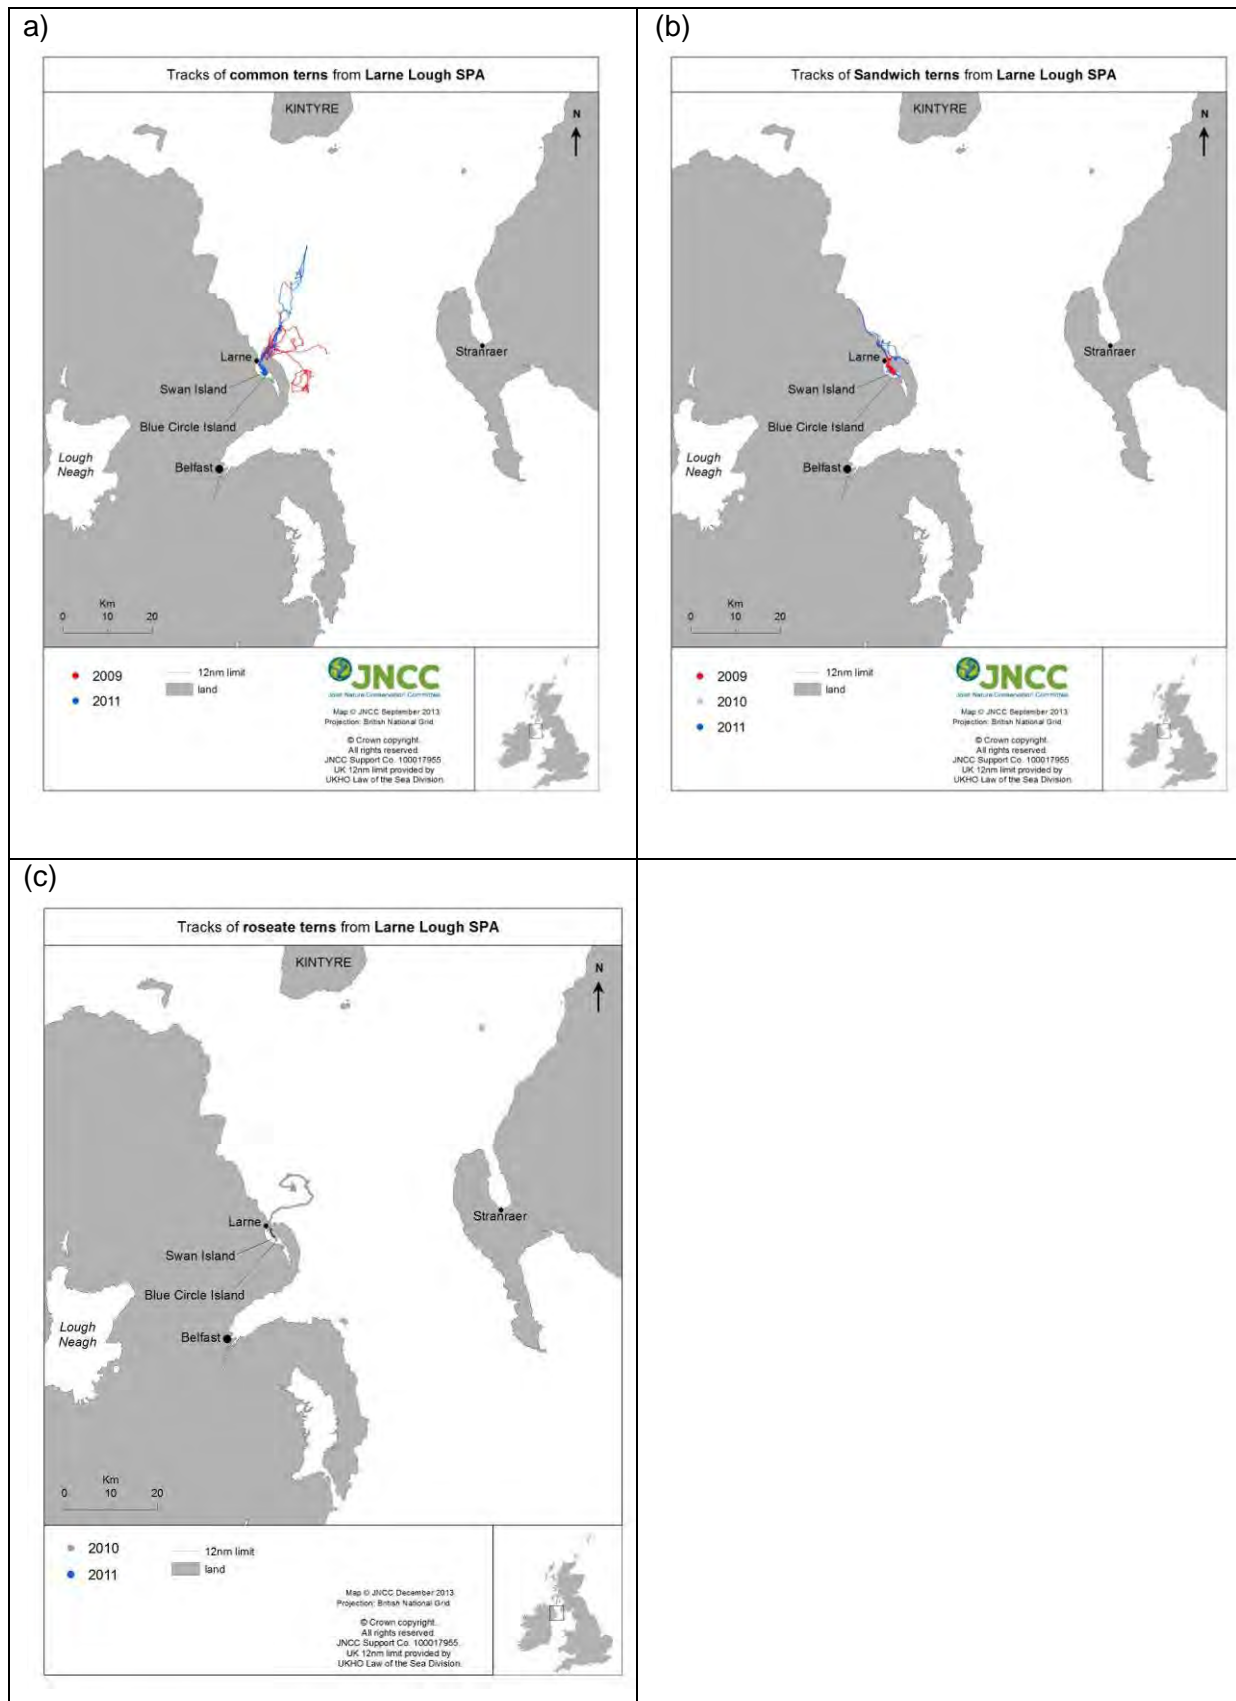 a)
Tracks of common terns from Larne Lough SPA
KINTYRE
N
Larne
Stranraer
Swan Island
Blue Circle Island
Lough
Neagh
Belfast
Km
0 10 20
2009
2011
12nm limit
land
JNCC
Joint Nature Conservation Committee
Map © JNCC September 2013
Projection: British National Grid
© Crown copyright.
All rights reserved.
JNCC Support Co. 100017955
UK 12nm limit provided by
UKHO Law of the Sea Division.
(b)
Tracks of Sandwich terns from Larne Lough SPA
KINTYRE
N
Larne
Stranraer
Swan Island
Blue Circle Island
Lough
Neagh
Belfast
Km
0 10 20
2009
2010
2011
12nm limit
land
JNCC
Joint Nature Conservation Committee
Map © JNCC September 2013
Projection: British National Grid
© Crown copyright.
All rights reserved.
JNCC Support Co. 100017955
UK 12nm limit provided by
UKHO Law of the Sea Division.
(c)
Tracks of roseate terns from Larne Lough SPA
KINTYRE
N
Larne
Stranraer
Swan Island
Blue Circle Island
Lough
Neagh
Belfast
Km
0 10 20
2010
2011
12nm limit
land
Map © JNCC December 2013
Projection: British National Grid
© Crown copyright.
All rights reserved.
JNCC Support Co. 100017955.
UK 12nm limit provided by
UKHO Law of the Sea Division.